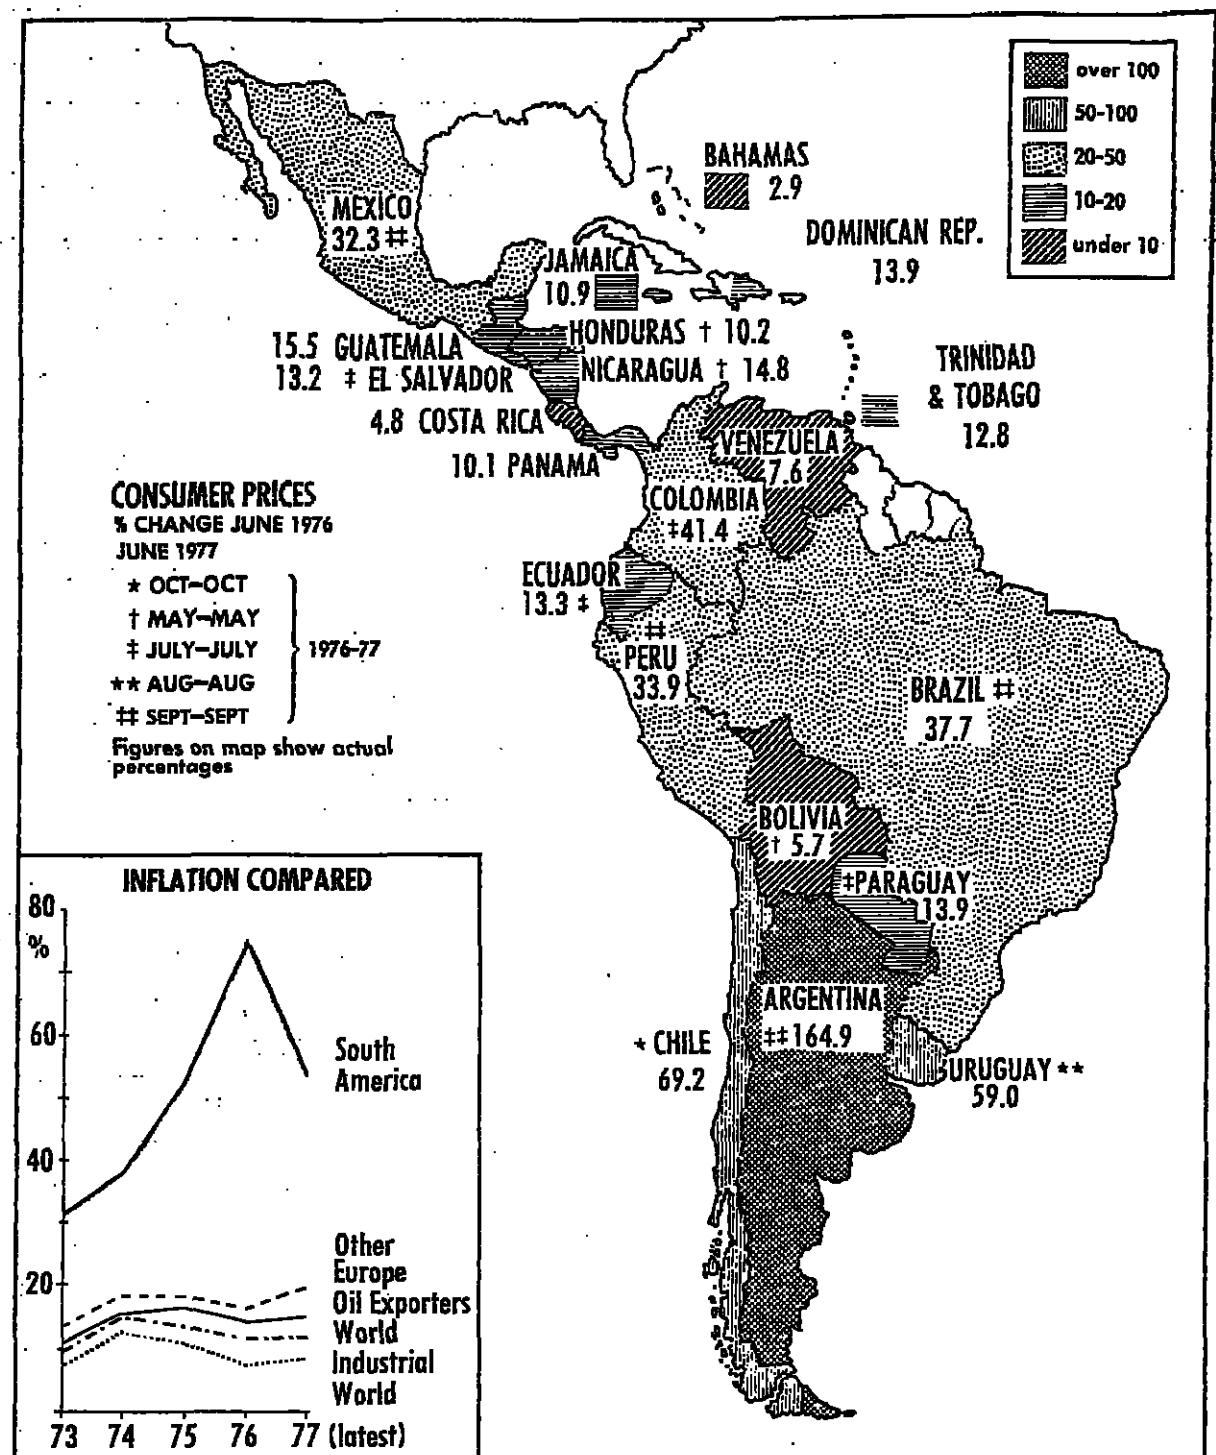 over 100
50-100
20-50
10-20
under 10
BAHAMAS
2.9
MEXICO
32.3 ⧧
DOMINICAN REP.
13.9
JAMAICA
10.9
HONDURAS † 10.2
15.5 GUATEMALA
NICARAGUA † 14.8
13.2 ‡ EL SALVADOR
TRINIDAD
& TOBAGO
12.8
4.8 COSTA RICA
10.1 PANAMA
VENEZUELA
7.6
COLOMBIA
‡41.4
CONSUMER PRICES
% CHANGE JUNE 1976
JUNE 1977
* OCT–OCT
† MAY–MAY
‡ JULY–JULY
1976-77
** AUG–AUG
‡‡ SEPT–SEPT
Figures on map show actual
percentages
ECUADOR
13.3 ‡
‡‡
PERU
33.9
BRAZIL ‡‡
37.7
BOLIVIA
† 5.7
‡PARAGUAY
13.9
ARGENTINA
‡‡164.9
* CHILE
69.2
URUGUAY **
59.0
INFLATION COMPARED
80
%
60
40
20
South
America
Other
Europe
Oil Exporters
World
Industrial
World
73 74 75 76 77 (latest)